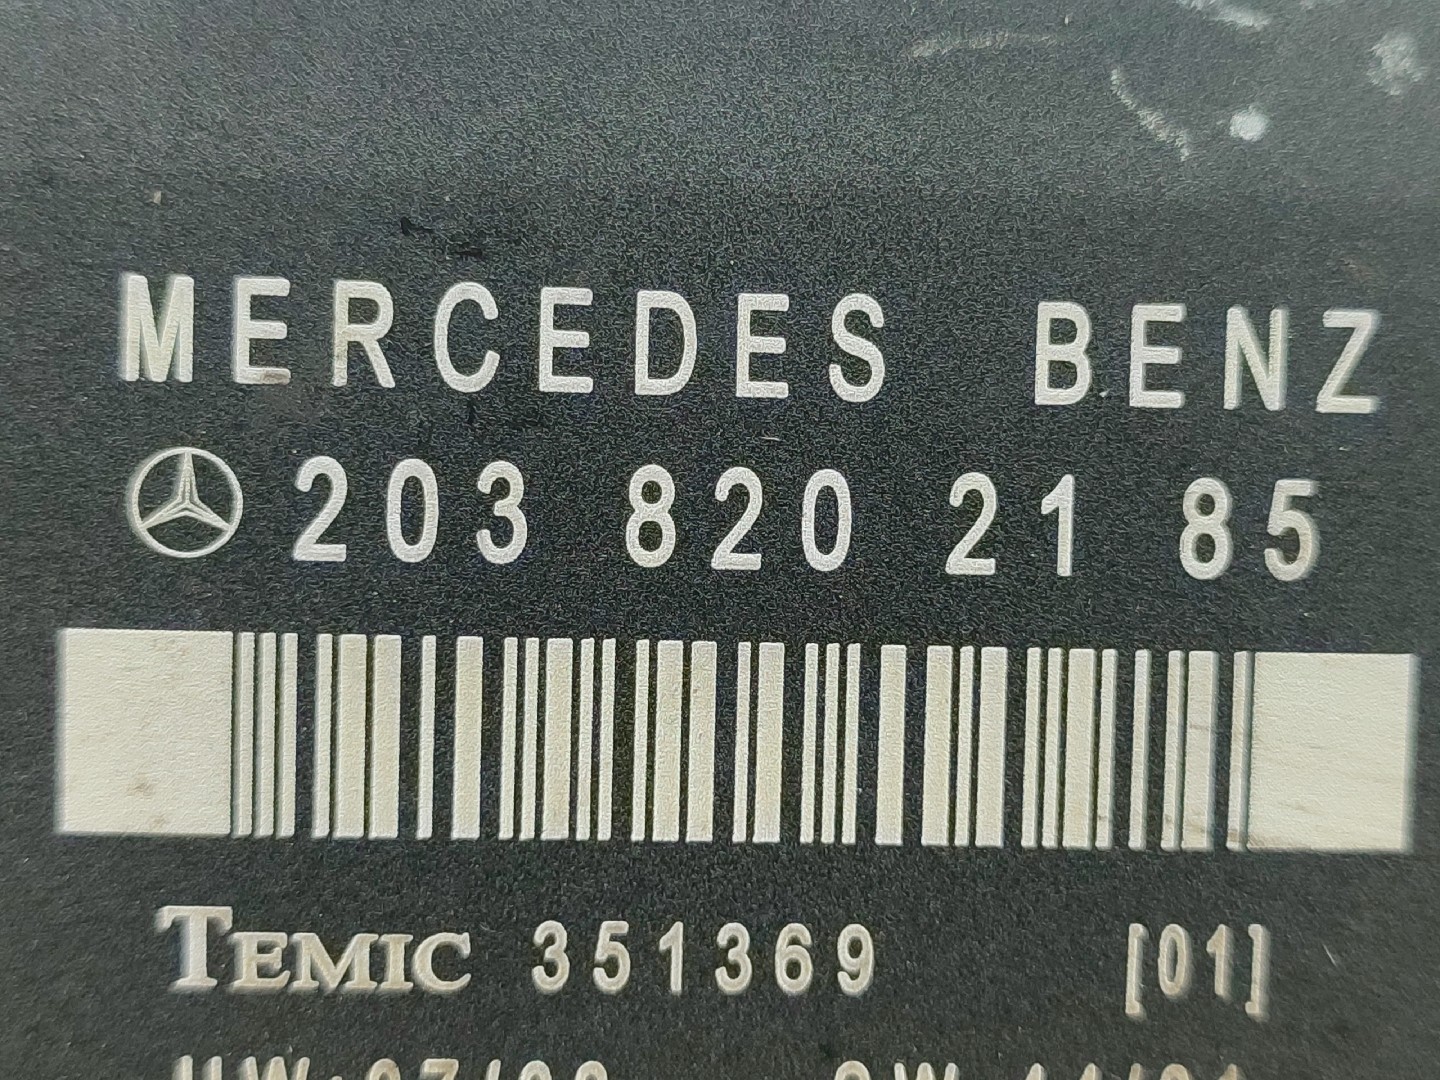 MERCEDES BENZ
203 820 21 85
TEMIC 351369 [01]